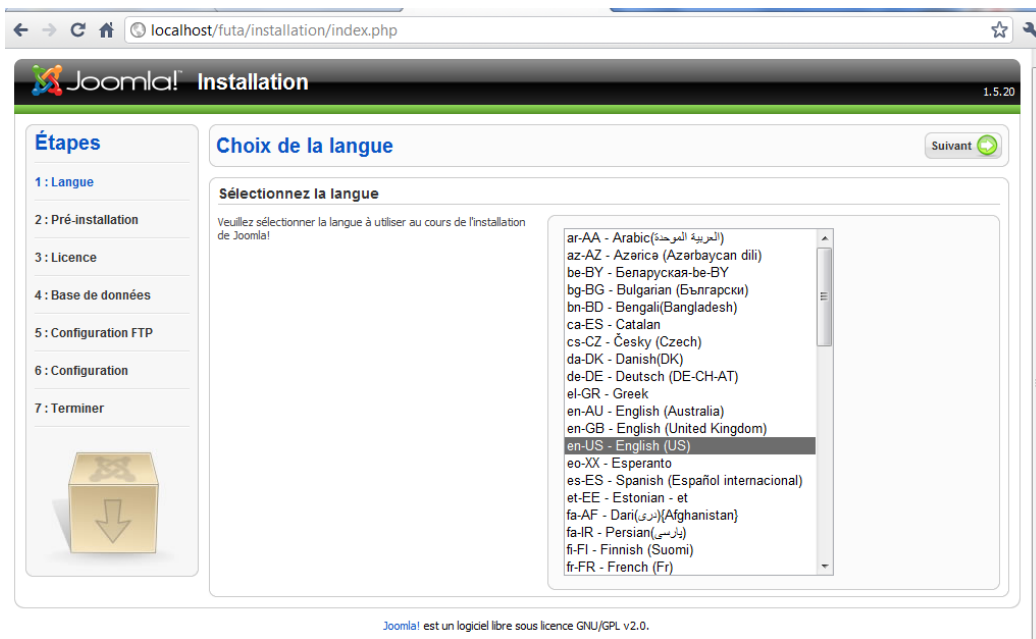 localhost/futa/installation/index.php
Joomla! Installation
1.5.20
Étapes
1 : Langue
2 : Pré-installation
3 : Licence
4 : Base de données
5 : Configuration FTP
6 : Configuration
7 : Terminer
Choix de la langue
Suivant
Sélectionnez la langue
Veuillez sélectionner la langue à utiliser au cours de l'installation
de Joomla!
ar-AA - Arabic(العربية الموحدة)
az-AZ - Azəricə (Azərbaycan dili)
be-BY - Беларуская-be-BY
bg-BG - Bulgarian (Български)
bn-BD - Bengali(Bangladesh)
ca-ES - Catalan
cs-CZ - Česky (Czech)
da-DK - Danish(DK)
de-DE - Deutsch (DE-CH-AT)
el-GR - Greek
en-AU - English (Australia)
en-GB - English (United Kingdom)
en-US - English (US)
eo-XX - Esperanto
es-ES - Spanish (Español internacional)
et-EE - Estonian - et
fa-AF - Dari(دری){Afghanistan}
fa-IR - Persian(پارسی)
fi-FI - Finnish (Suomi)
fr-FR - French (Fr)
Joomla! est un logiciel libre sous licence GNU/GPL v2.0.